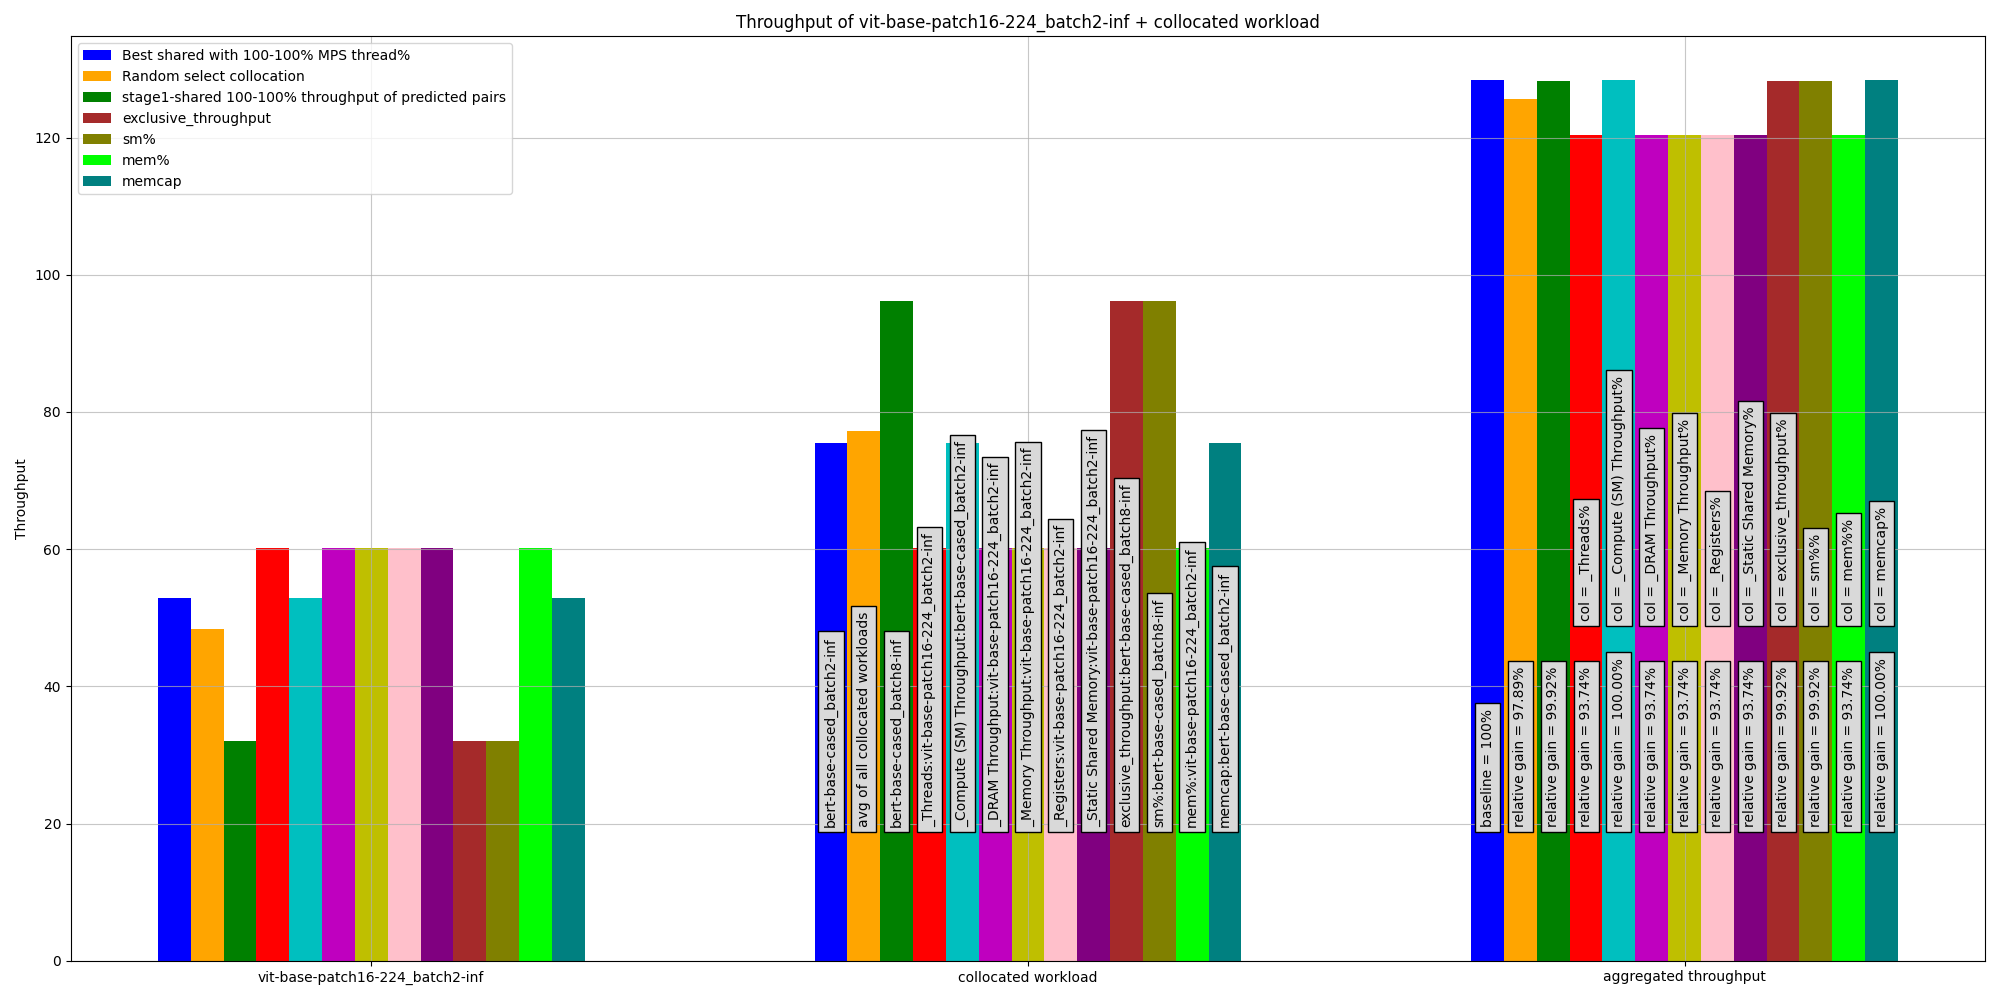 Throughput of vit-base-patch16-224_batch2-inf + collocated workload
Best shared with 100-100% MPS thread%
Random select collocation
stage1-shared 100-100% throughput of predicted pairs
exclusive_throughput
sm%
mem%
memcap
Throughput
120
100
80
60
40
20
0
bert-base-cased_batch2-inf
avg of all collocated workloads
bert-base-cased_batch8-inf
_Threads:vit-base-patch16-224_batch2-inf
_Compute (SM) Throughput:bert-base-cased_batch2-inf
_DRAM Throughput:vit-base-patch16-224_batch2-inf
_Memory Throughput:vit-base-patch16-224_batch2-inf
_Registers:vit-base-patch16-224_batch2-inf
_Static Shared Memory:vit-base-patch16-224_batch2-inf
exclusive_throughput:bert-base-cased_batch8-inf
sm%:bert-base-cased_batch8-inf
mem%:vit-base-patch16-224_batch2-inf
memcap:bert-base-cased_batch2-inf
col = _Threads%
col = _Compute (SM) Throughput%
col = _DRAM Throughput%
col = _Memory Throughput%
col = _Registers%
col = _Static Shared Memory%
col = exclusive_throughput%
col = sm%%
col = mem%%
col = memcap%
baseline = 100%
relative gain = 97.89%
relative gain = 99.92%
relative gain = 93.74%
relative gain = 100.00%
relative gain = 93.74%
relative gain = 93.74%
relative gain = 93.74%
relative gain = 93.74%
relative gain = 99.92%
relative gain = 99.92%
relative gain = 93.74%
relative gain = 100.00%
vit-base-patch16-224_batch2-inf
collocated workload
aggregated throughput